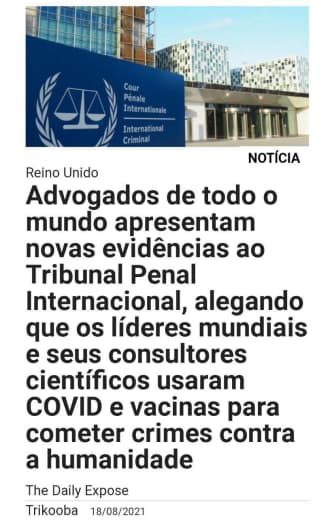 Cour
Pénale
Internationale
International
Criminal
NOTÍCIA
Reino Unido
Advogados de todo o
mundo apresentam
novas evidências ao
Tribunal Penal
Internacional, alegando
que os líderes mundiais
e seus consultores
científicos usaram
COVID e vacinas para
cometer crimes contra
a humanidade
The Daily Expose
Trikooba 18/08/2021